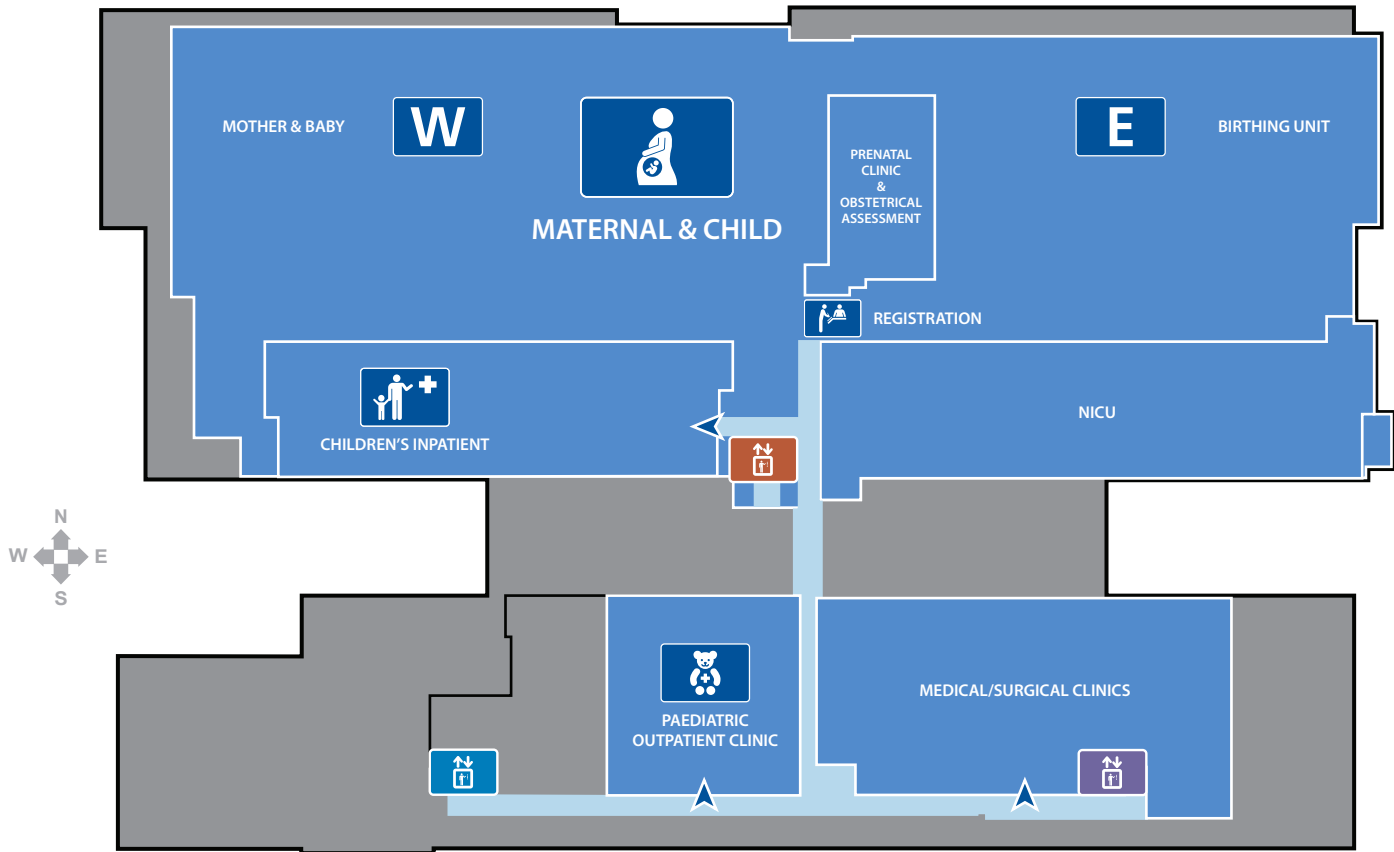 MOTHER & BABY
W
E
BIRTHING UNIT
PRENATAL
CLINIC
&
OBSTETRICAL
ASSESSMENT
MATERNAL & CHILD
REGISTRATION
CHILDREN'S INPATIENT
NICU
N
W E
S
PAEDIATRIC
OUTPATIENT CLINIC
MEDICAL/SURGICAL CLINICS